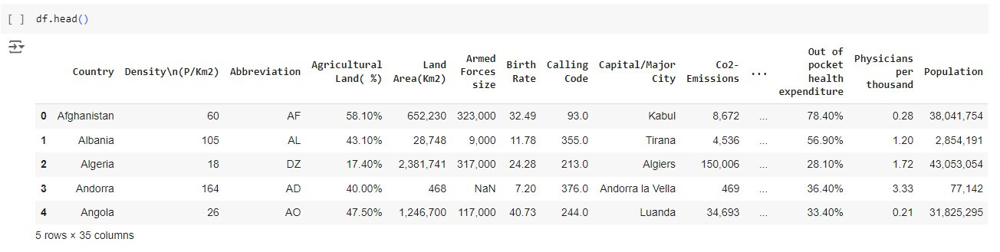 [ ] df.head()
Country Density\n(P/Km2) Abbreviation Agricultural Land( %) Land Area(Km2) Armed Forces size Birth Rate Calling Code Capital/Major City Co2-Emissions ... Out of pocket health expenditure Physicians per thousand Population
0 Afghanistan 60 AF 58.10% 652,230 323,000 32.49 93.0 Kabul 8,672 ... 78.40% 0.28 38,041,754
1 Albania 105 AL 43.10% 28,748 9,000 11.78 355.0 Tirana 4,536 ... 56.90% 1.20 2,854,191
2 Algeria 18 DZ 17.40% 2,381,741 317,000 24.28 213.0 Algiers 150,006 ... 28.10% 1.72 43,053,054
3 Andorra 164 AD 40.00% 468 NaN 7.20 376.0 Andorra la Vella 469 ... 36.40% 3.33 77,142
4 Angola 26 AO 47.50% 1,246,700 117,000 40.73 244.0 Luanda 34,693 ... 33.40% 0.21 31,825,295
5 rows × 35 columns